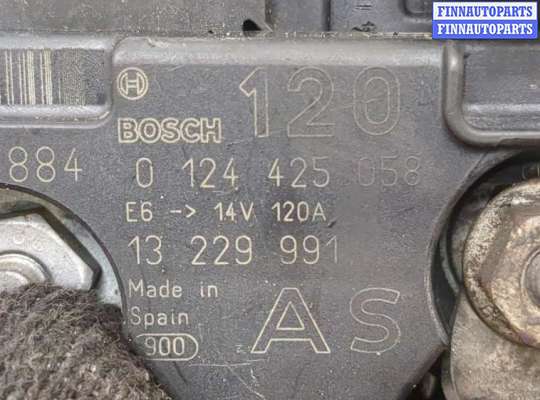 FINNAUTOPARTS
FINNAUTOPARTS
120
BOSCH
884
0 124 425 058
E6 -> 14V 120A
13 229 991
Made in
Spain
AS
900